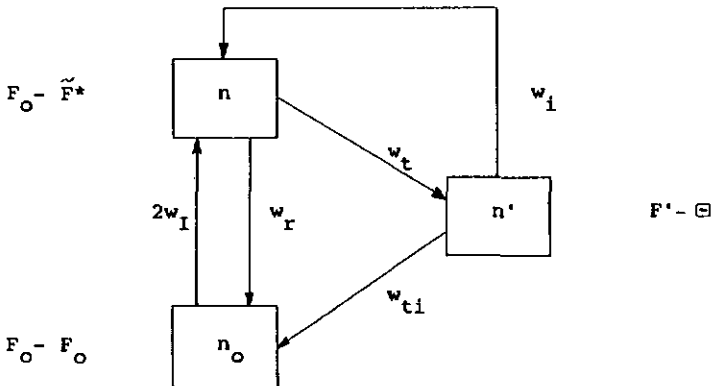 F_o - F̃* n w_i
w_t
2w_I w_r n' F' - ⊟
w_ti
F_o - F_o n_o